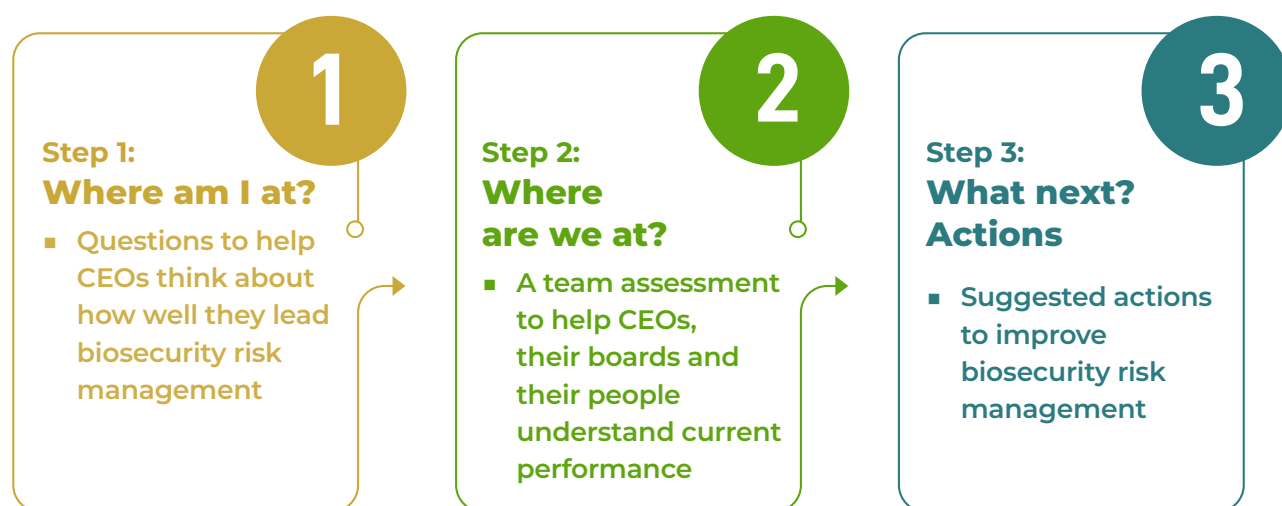 1
Step 1:
Where am I at?
▪ Questions to help
CEOs think about
how well they lead
biosecurity risk
management
2
Step 2:
Where
are we at?
▪ A team assessment
to help CEOs,
their boards and
their people
understand current
performance
3
Step 3:
What next?
Actions
▪ Suggested actions
to improve
biosecurity risk
management